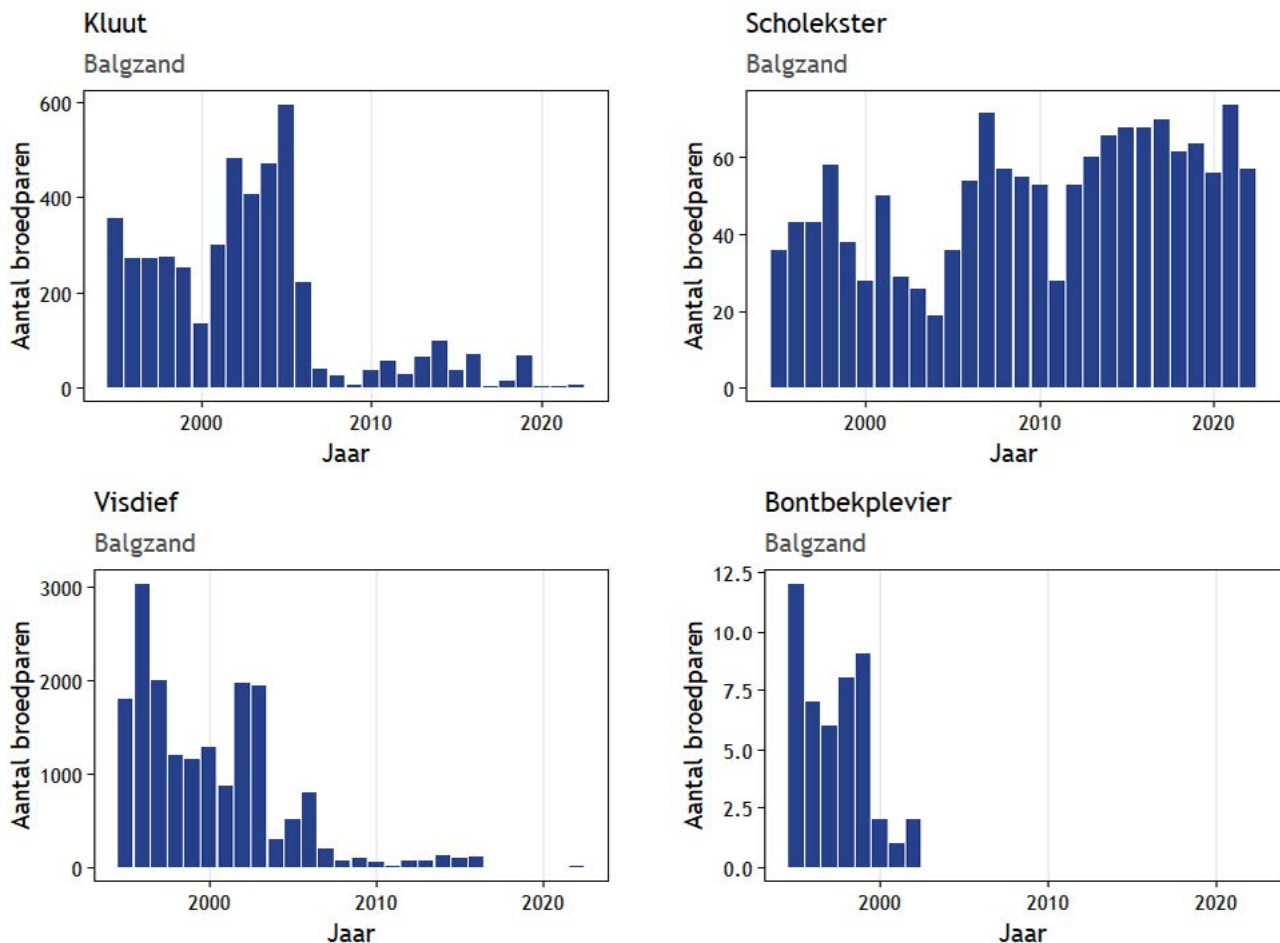 Kluut
Balgzand
600
400
200
0
Aantal broedparen
2000 2010 2020
Jaar
Scholekster
Balgzand
60
40
20
0
Aantal broedparen
2000 2010 2020
Jaar
Visdief
Balgzand
3000
2000
1000
0
Aantal broedparen
2000 2010 2020
Jaar
Bontbekplevier
Balgzand
12.5
10.0
7.5
5.0
2.5
0.0
Aantal broedparen
2000 2010 2020
Jaar